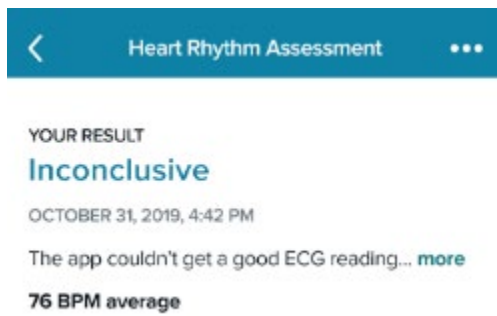 Heart Rhythm Assessment
YOUR RESULT
Inconclusive
OCTOBER 31, 2019, 4:42 PM
The app couldn't get a good ECG reading... more
76 BPM average